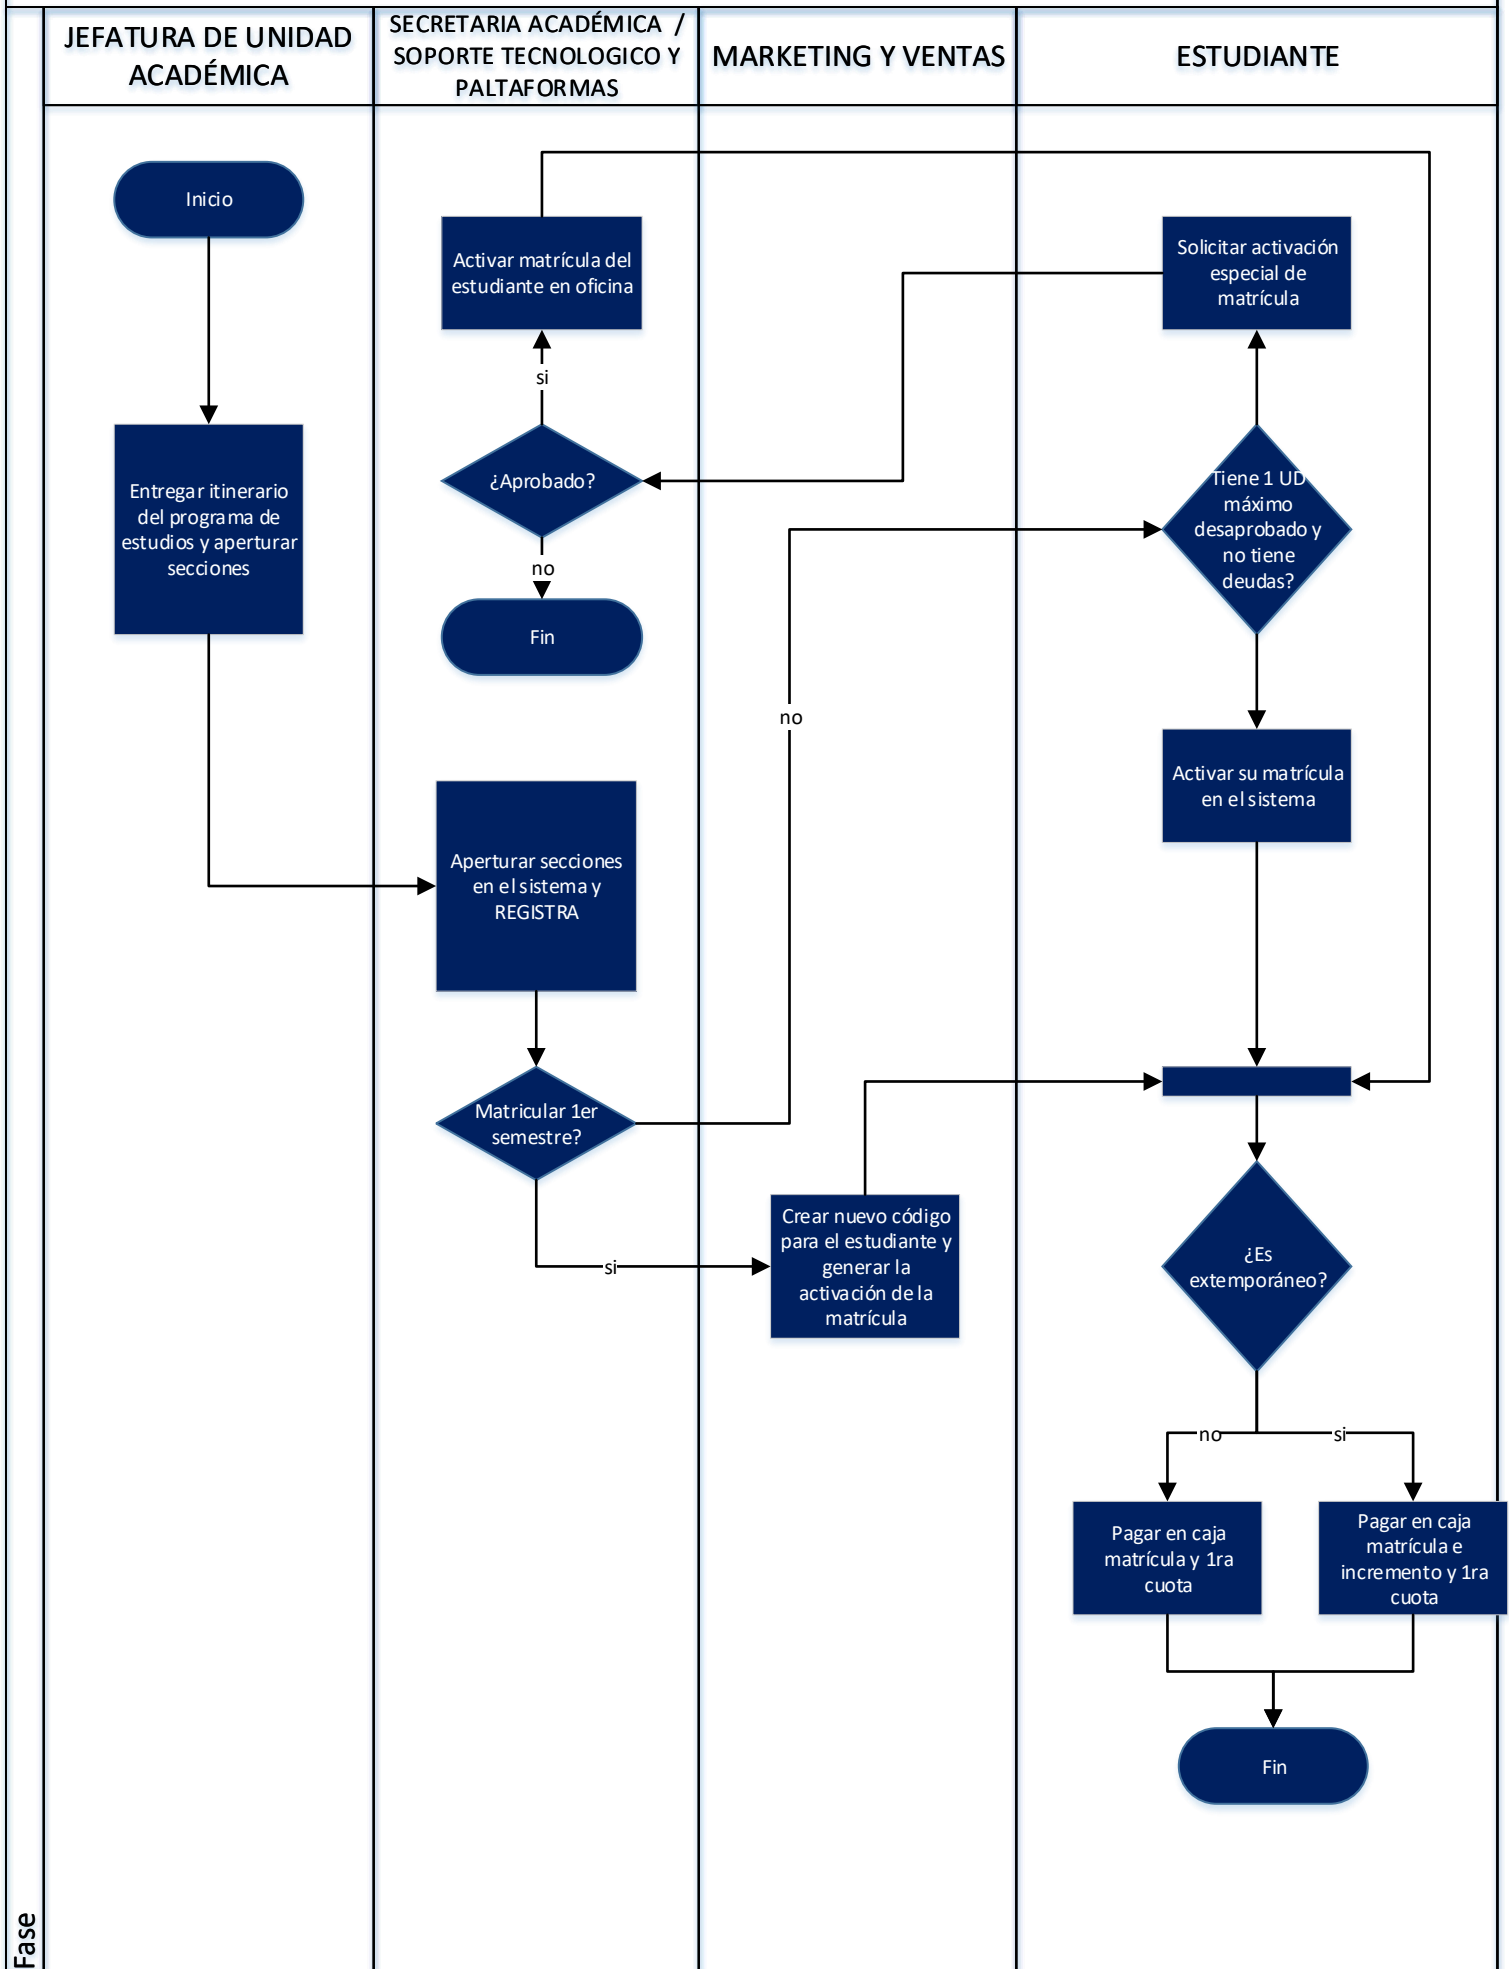 JEFATURA DE UNIDAD
ACADÉMICA
SECRETARIA ACADÉMICA /
SOPORTE TECNOLOGICO Y
PALTAFORMAS
MARKETING Y VENTAS
ESTUDIANTE
Inicio
Activar matrícula del
estudiante en oficina
Solicitar activación
especial de
matrícula
si
¿Aprobado?
Entregar itinerario
del programa de
estudios y aperturar
secciones
Tiene 1 UD
máximo
desaprobado y
no tiene
deudas?
no
Fin
no
Activar su matrícula
en el sistema
Aperturar secciones
en el sistema y
REGISTRA
Matricular 1er
semestre?
si
Crear nuevo código
para el estudiante y
generar la
activación de la
matrícula
¿Es
extemporáneo?
no
si
Pagar en caja
matrícula y 1ra
cuota
Pagar en caja
matrícula e
incremento y 1ra
cuota
Fin
Fase